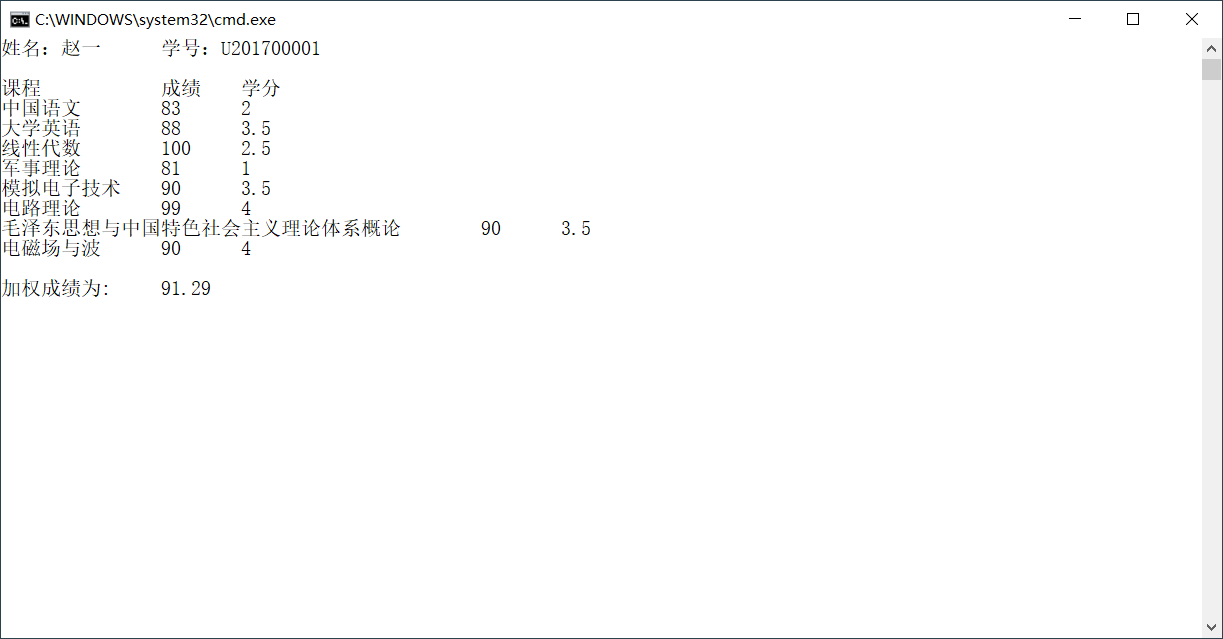 C:\WINDOWS\system32\cmd.exe
姓名：赵一 学号：U201700001
课程 成绩 学分
中国语文 83 2
大学英语 88 3.5
线性代数 100 2.5
军事理论 81 1
模拟电子技术 90 3.5
电路理论 99 4
毛泽东思想与中国特色社会主义理论体系概论 90 3.5
电磁场与波 90 4
加权成绩为: 91.29